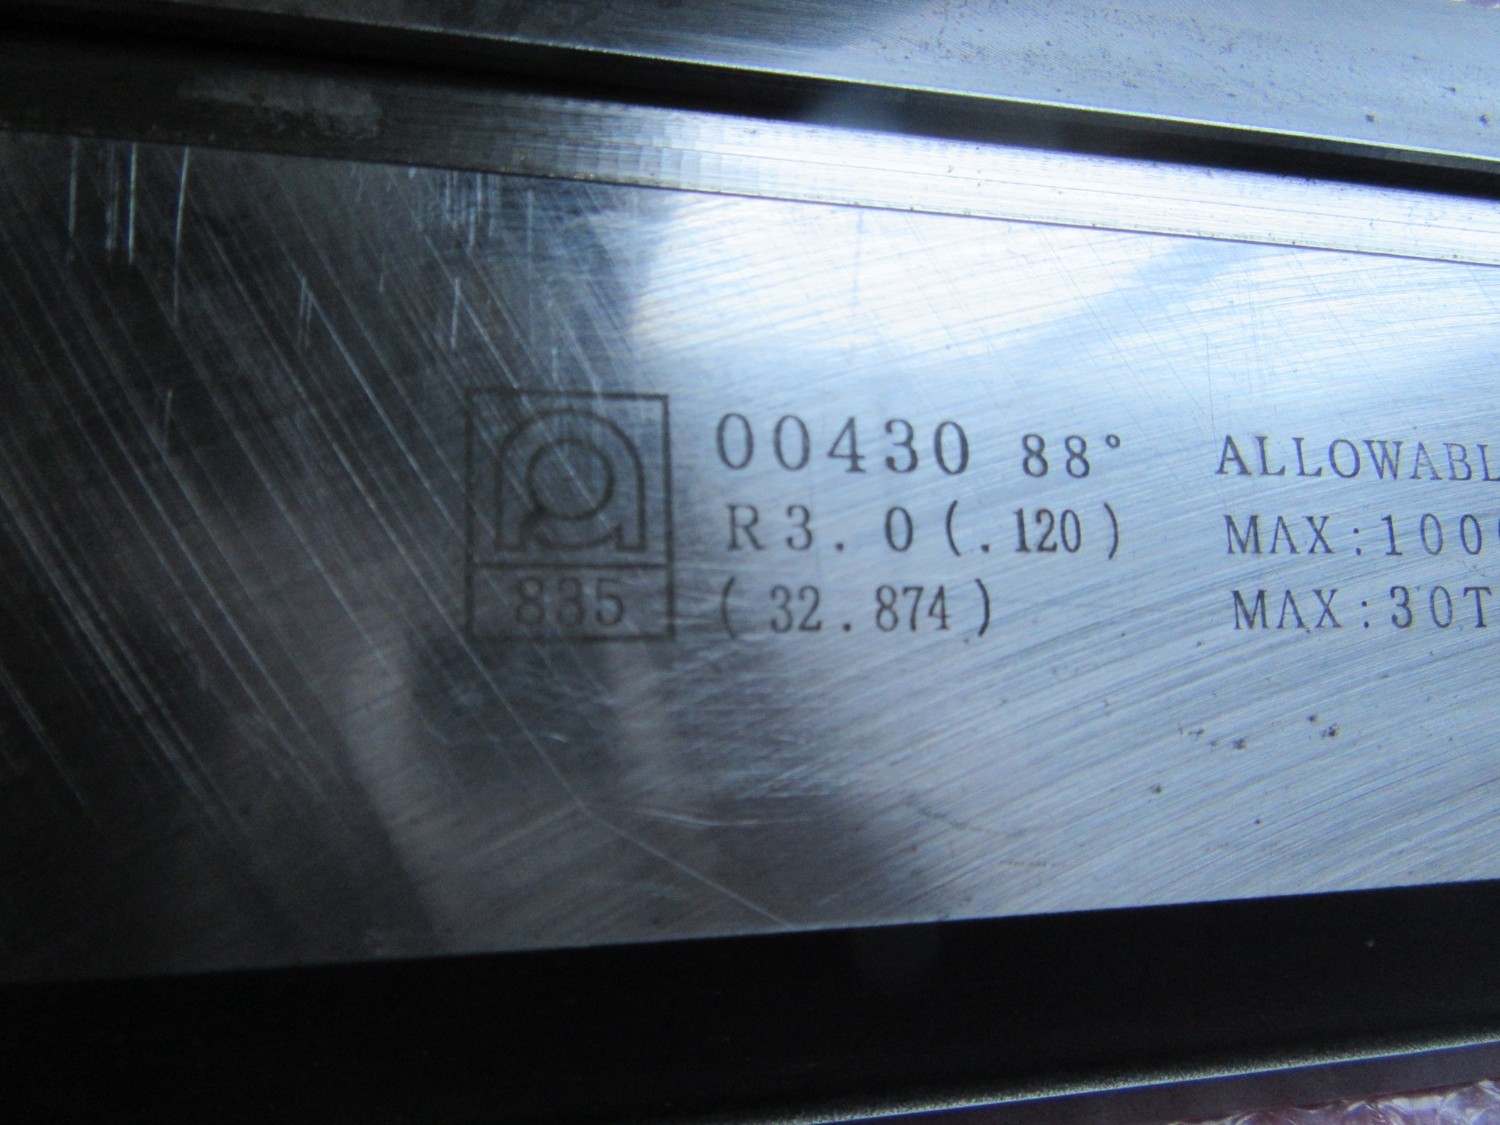 00430 88° ALLOWABL
R3.0(.120) MAX:100
835 (32.874) MAX:30T